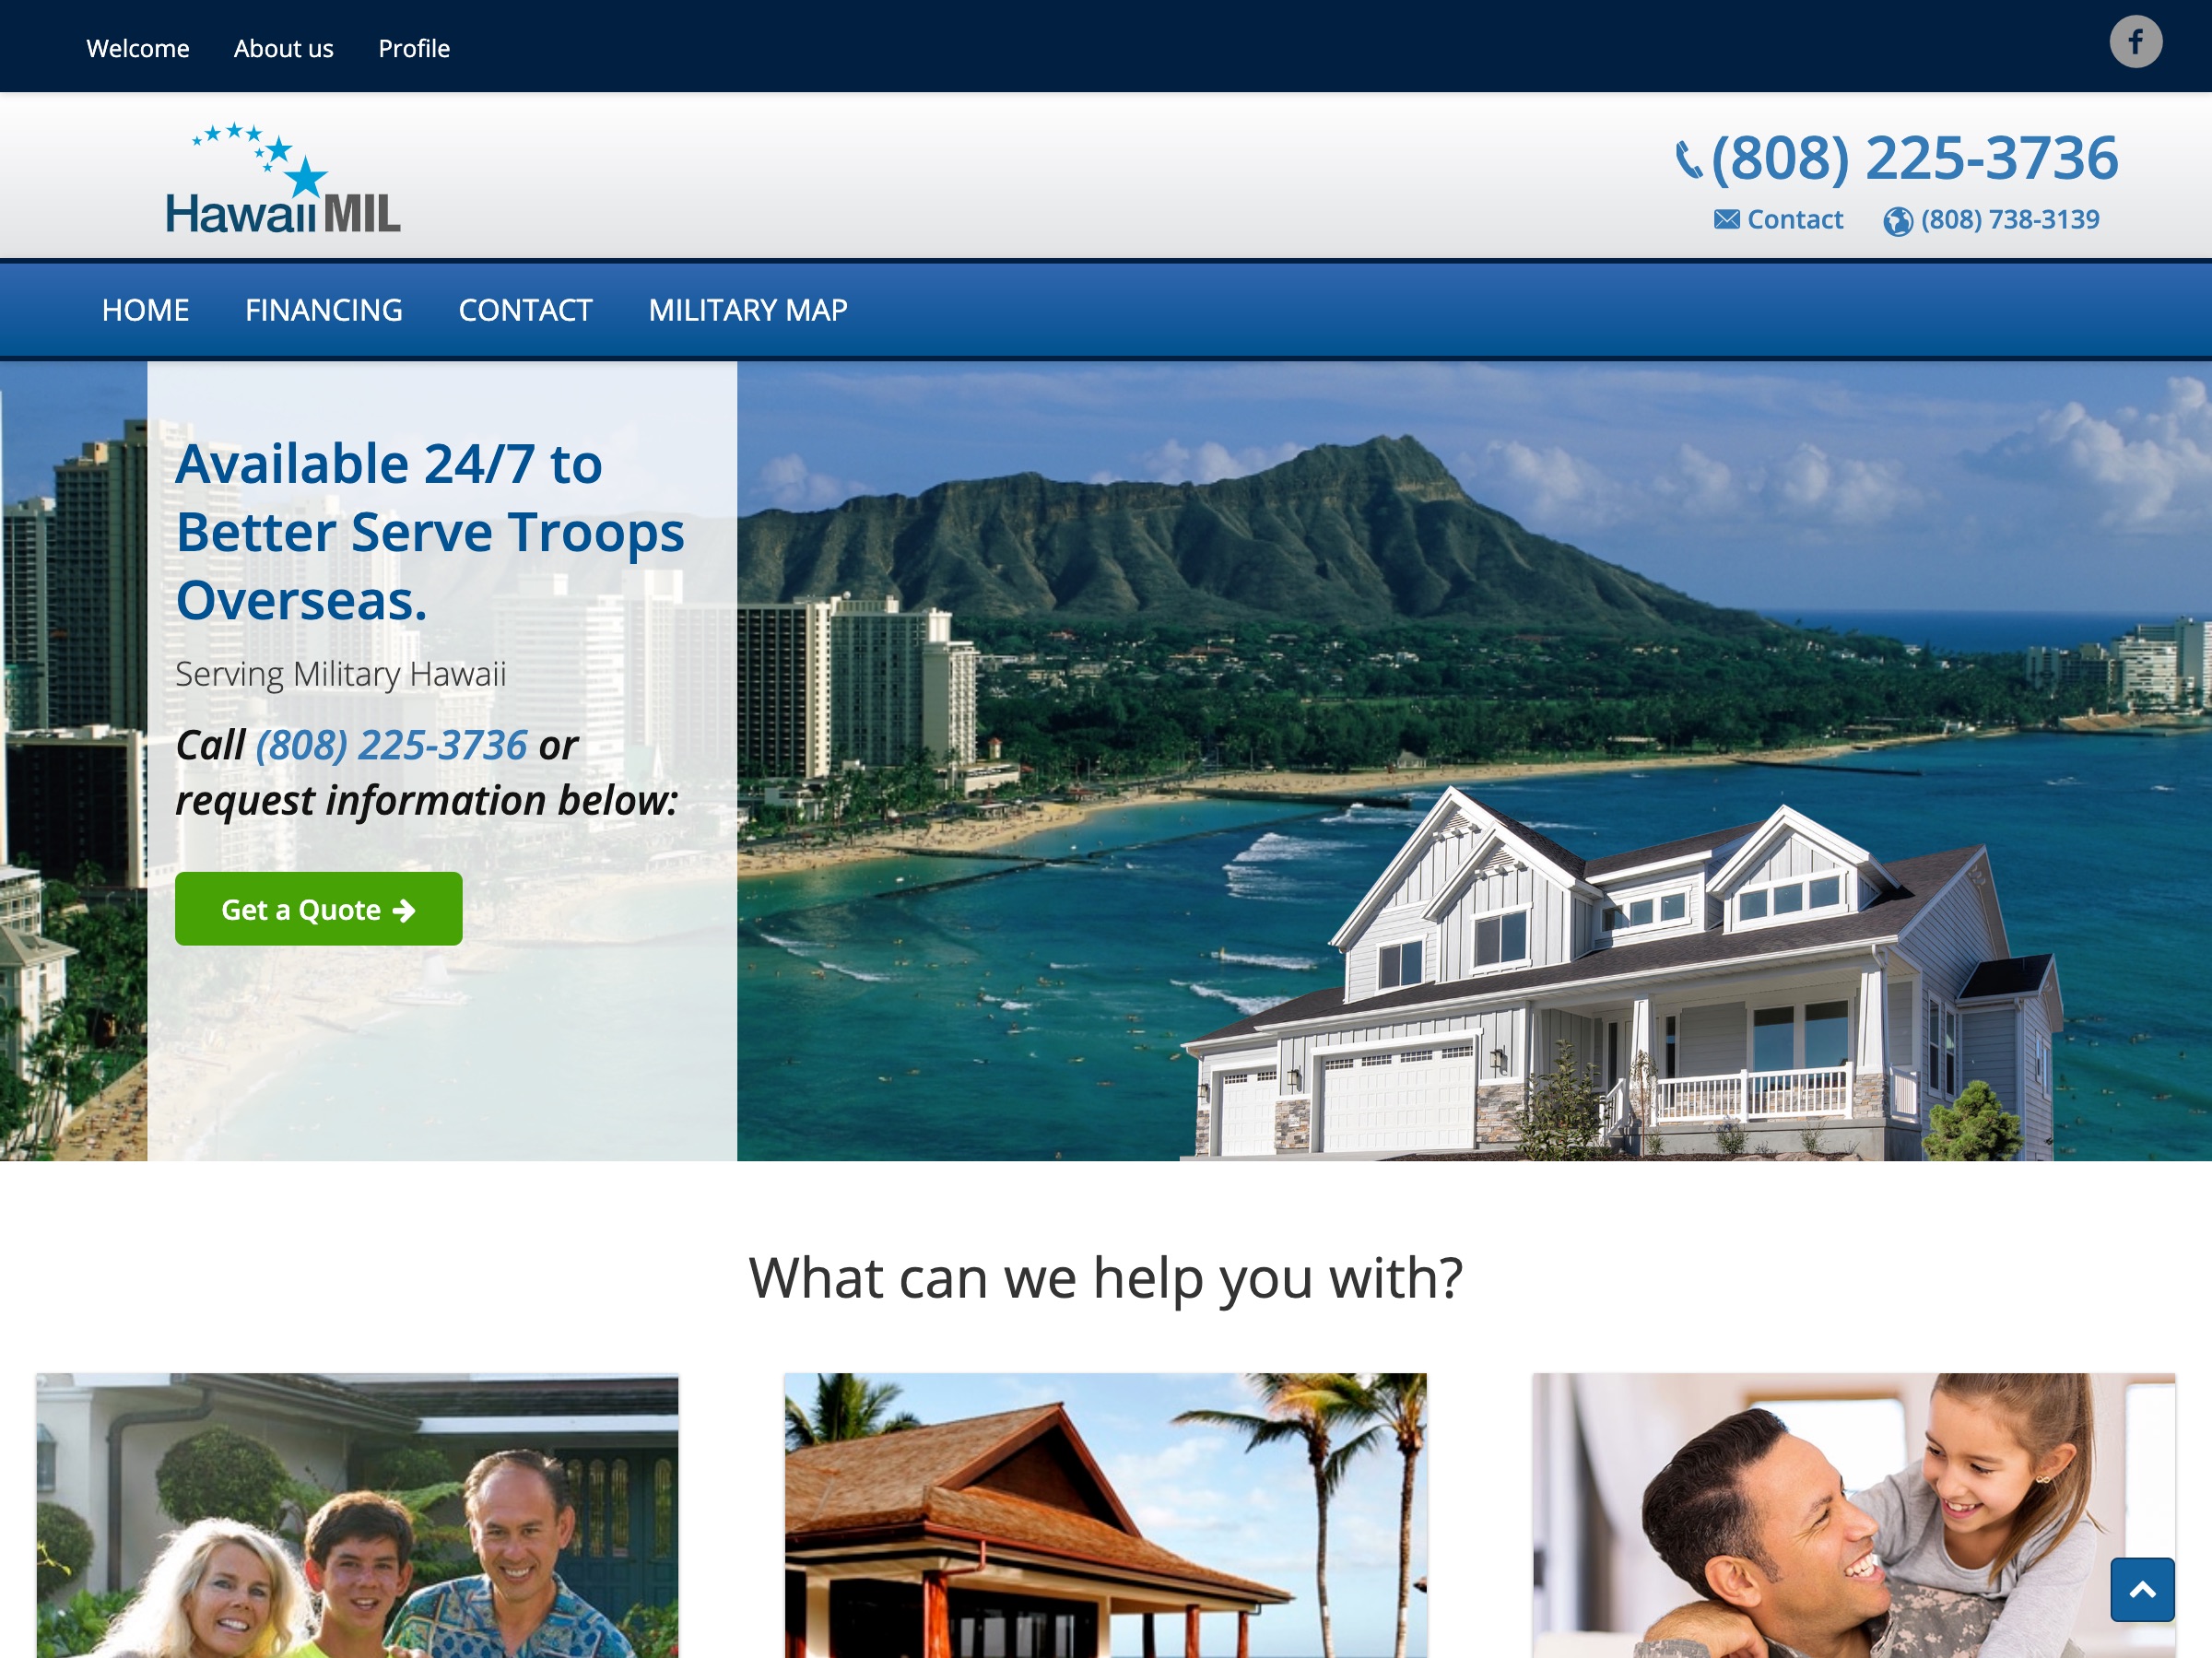 Welcome About us Profile
Hawaii MIL
(808) 225-3736
Contact (808) 738-3139
HOME FINANCING CONTACT MILITARY MAP
Available 24/7 to
Better Serve Troops
Overseas.
Serving Military Hawaii
Call (808) 225-3736 or
request information below:
Get a Quote
What can we help you with?